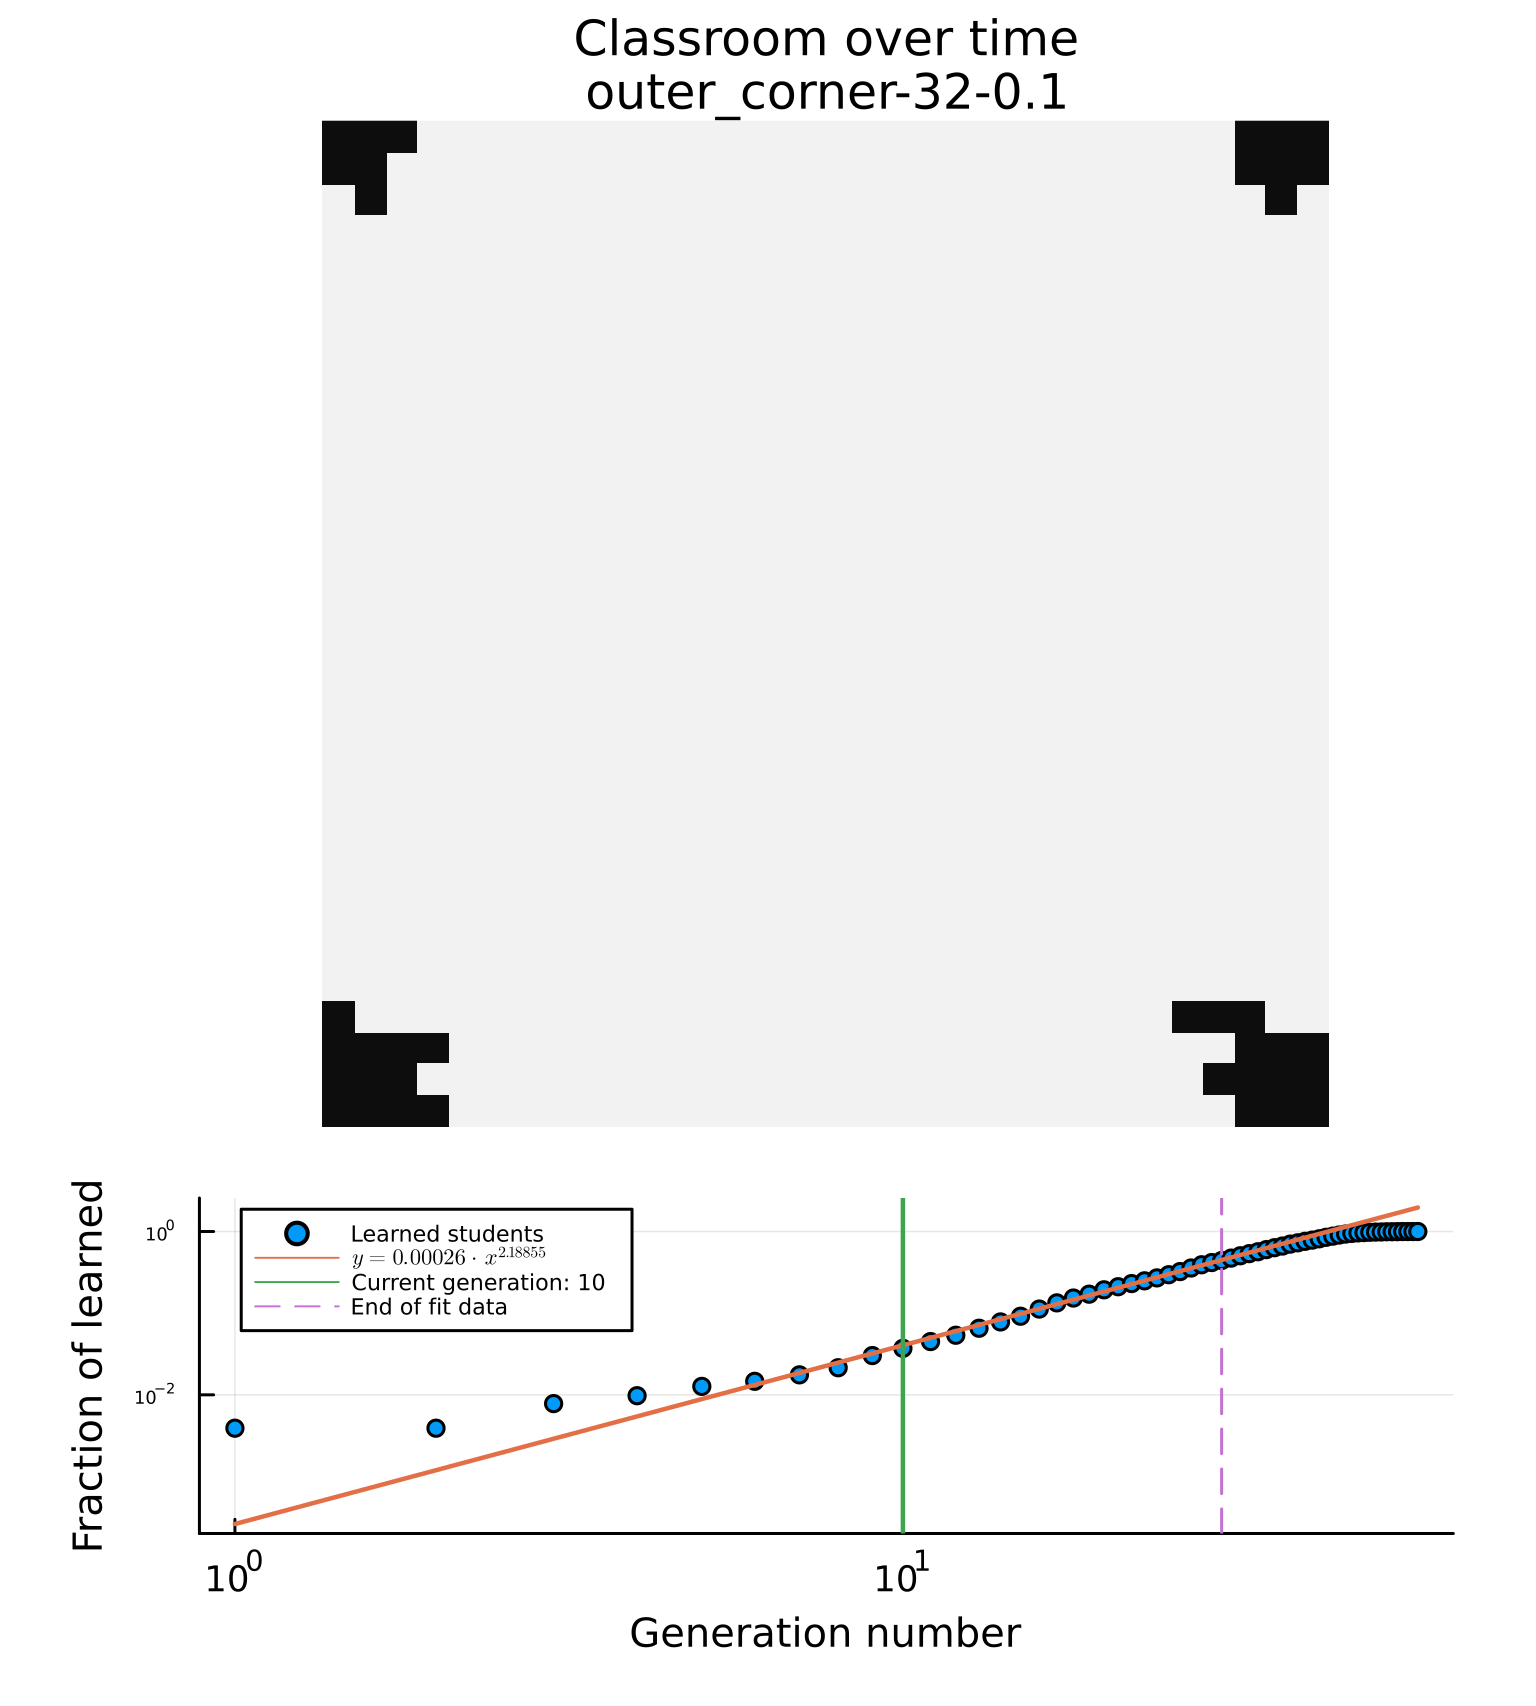 Classroom over time
outer_corner-32-0.1
Fraction of learned
10^0
10^−2
Learned students
y = 0.00026 · x^2.18855
Current generation: 10
End of fit data
10^0
10^1
Generation number